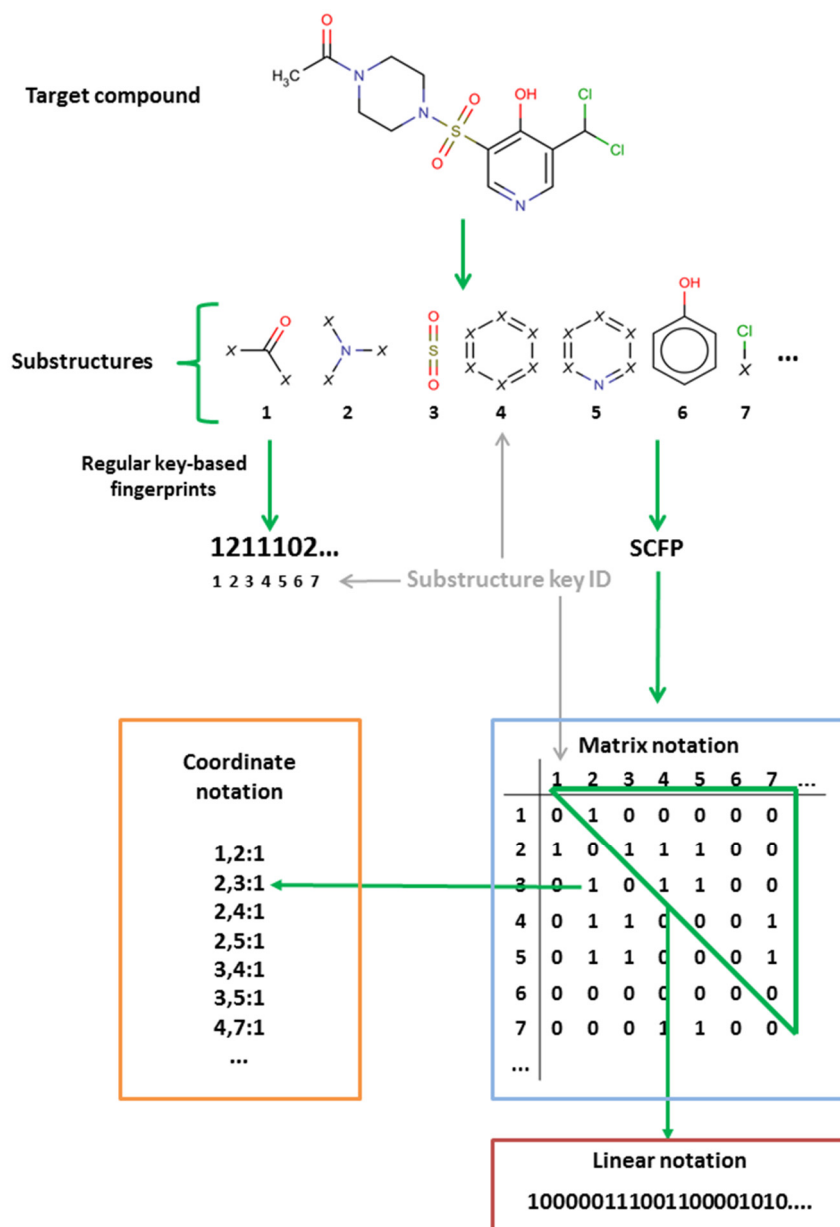 O
H₃C
N
N
Target compound
O
S
O
OH
Cl
Cl
N
Substructures
X
O
X
1
X
N
X
X
2
O
S
O
3
X
X
X
X
X
X
4
X
X
X
X
X
N
5
OH
6
Cl
X
7
...
Regular key-based
fingerprints
1211102...
1 2 3 4 5 6 7
Substructure key ID
SCFP
Coordinate
notation
1,2:1
2,3:1
2,4:1
2,5:1
3,4:1
3,5:1
4,7:1
...
Matrix notation
1 2 3 4 5 6 7 ...
1 0 1 0 0 0 0 0
2 1 0 1 1 1 0 0
3 0 1 0 1 1 0 0
4 0 1 1 0 0 0 1
5 0 1 1 0 0 0 1
6 0 0 0 0 0 0 0
7 0 0 0 1 1 0 0
...
Linear notation
100000111001100001010....